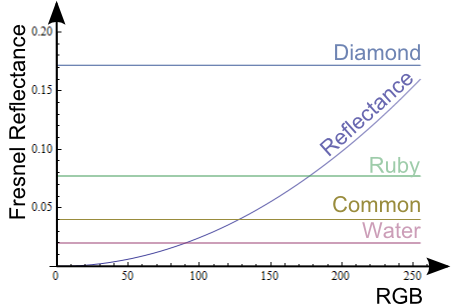 Fresnel Reflectance
0.20
0.15
0.10
0.05
Diamond
Reflectance
Ruby
Common
Water
0 50 100 150 200 250
RGB